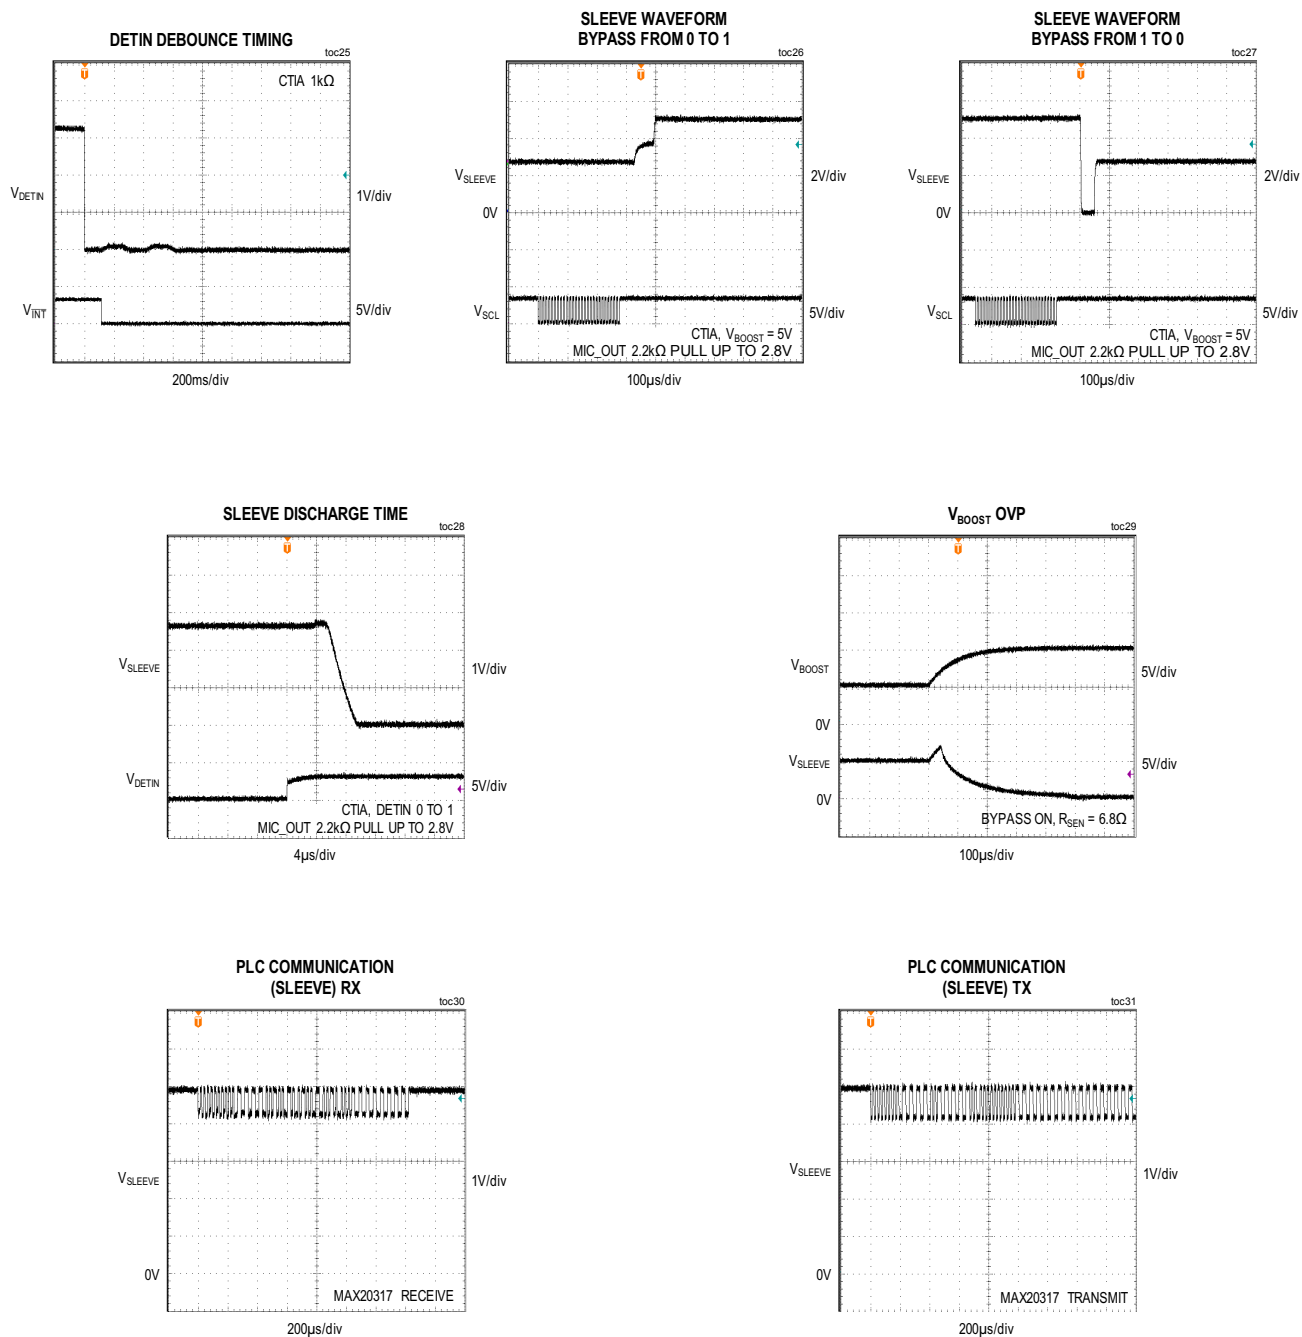 DETIN DEBOUNCE TIMING
toc25
CTIA 1kΩ
VDETIN
1V/div
VINT
5V/div
200ms/div
SLEEVE WAVEFORM
BYPASS FROM 0 TO 1
toc26
VSLEEVE
2V/div
0V
VSCL
5V/div
CTIA, VBOOST = 5V
MIC_OUT 2.2kΩ PULL UP TO 2.8V
100µs/div
SLEEVE WAVEFORM
BYPASS FROM 1 TO 0
toc27
VSLEEVE
2V/div
0V
VSCL
5V/div
CTIA, VBOOST = 5V
MIC_OUT 2.2kΩ PULL UP TO 2.8V
100µs/div
SLEEVE DISCHARGE TIME
toc28
VSLEEVE
1V/div
VDETIN
5V/div
CTIA, DETIN 0 TO 1
MIC_OUT 2.2kΩ PULL UP TO 2.8V
4µs/div
VBOOST OVP
toc29
VBOOST
5V/div
0V
VSLEEVE
5V/div
0V
BYPASS ON, RSEN = 6.8Ω
100µs/div
PLC COMMUNICATION
(SLEEVE) RX
toc30
VSLEEVE
1V/div
0V
MAX20317 RECEIVE
200µs/div
PLC COMMUNICATION
(SLEEVE) TX
toc31
VSLEEVE
1V/div
0V
MAX20317 TRANSMIT
200µs/div